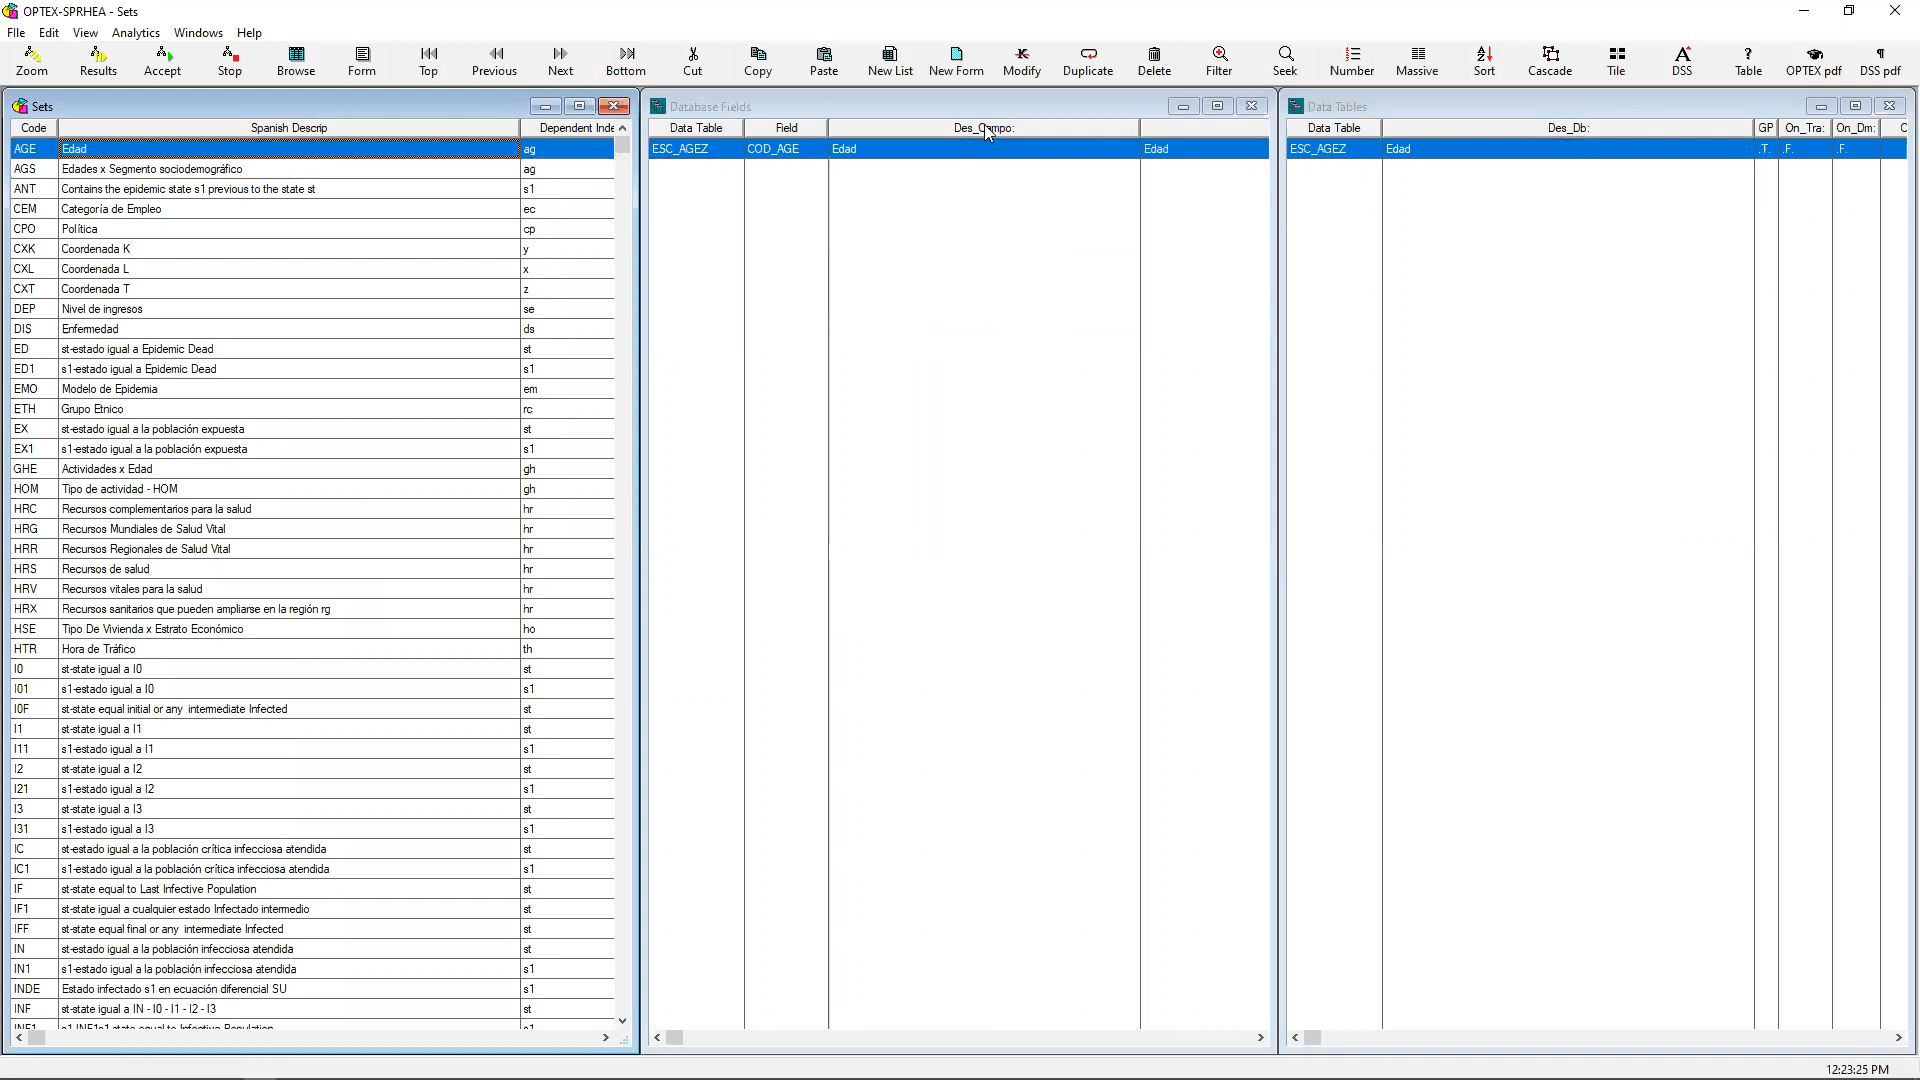 OPTEX-SPRHEA - Sets
FIle Edit View Analytics Windows Help
Zoom Results Accept Stop Browse Form Top Previous Next Bottom Cut Copy Paste New List New Form Modify Duplicate Delete Filter Seek Number Massive Sort Cascade Tile DSS Table OPTEX pdf DSS pdf
Sets
Code Spanish Descrip Dependent Inde
AGE Edad ag
AGS Edades x Segmento sociodemográfico ag
ANT Contains the epidemic state s1 previous to the state st s1
CEM Categoría de Empleo ec
CPO Política cp
CXK Coordenada K y
CXL Coordenada L x
CXT Coordenada T z
DEP Nivel de ingresos se
DIS Enfermedad ds
ED st-estado igual a Epidemic Dead st
ED1 s1-estado igual a Epidemic Dead s1
EMO Modelo de Epidemia em
ETH Grupo Etnico rc
EX st-estado igual a la población expuesta st
EX1 s1-estado igual a la población expuesta s1
GHE Actividades x Edad gh
HOM Tipo de actividad - HOM gh
HRC Recursos complementarios para la salud hr
HRG Recursos Mundiales de Salud Vital hr
HRR Recursos Regionales de Salud Vital hr
HRS Recursos de salud hr
HRV Recursos vitales para la salud hr
HRX Recursos sanitarios que pueden ampliarse en la región rg hr
HSE Tipo De Vivienda x Estrato Económico ho
HTR Hora de Tráfico th
I0 st-state igual a I0 st
I01 s1-estado igual a I0 s1
I0F st-state equal initial or any intermediate Infected st
I1 st-state igual a I1 st
I11 s1-estado igual a I1 s1
I2 st-state igual a I2 st
I21 s1-estado igual a I2 s1
I3 st-state igual a I3 st
I31 s1-estado igual a I3 s1
IC st-estado igual a la población crítica infecciosa atendida st
IC1 s1-estado igual a la población crítica infecciosa atendida s1
IF st-state equal to Last Infective Population st
IF1 st-state igual a cualquier estado Infectado intermedio st
IFF st-state equal final or any intermediate Infected st
IN st-estado igual a la población infecciosa atendida st
IN1 s1-estado igual a la población infecciosa atendida s1
INDE Estado infectado s1 en ecuación diferencial SU s1
INF st-state igual a IN - I0 - I1 - I2 - I3 st
INF1 s1 INF1s1 state equal to Infective Population s1
Database Fields
Data Table Field Des_Campo:
ESC_AGEZ COD_AGE Edad Edad
Data Tables
Data Table Des_Db: GP On_Tra: On_Dm: C
ESC_AGEZ Edad .T. .F. .F.
12:23:25 PM